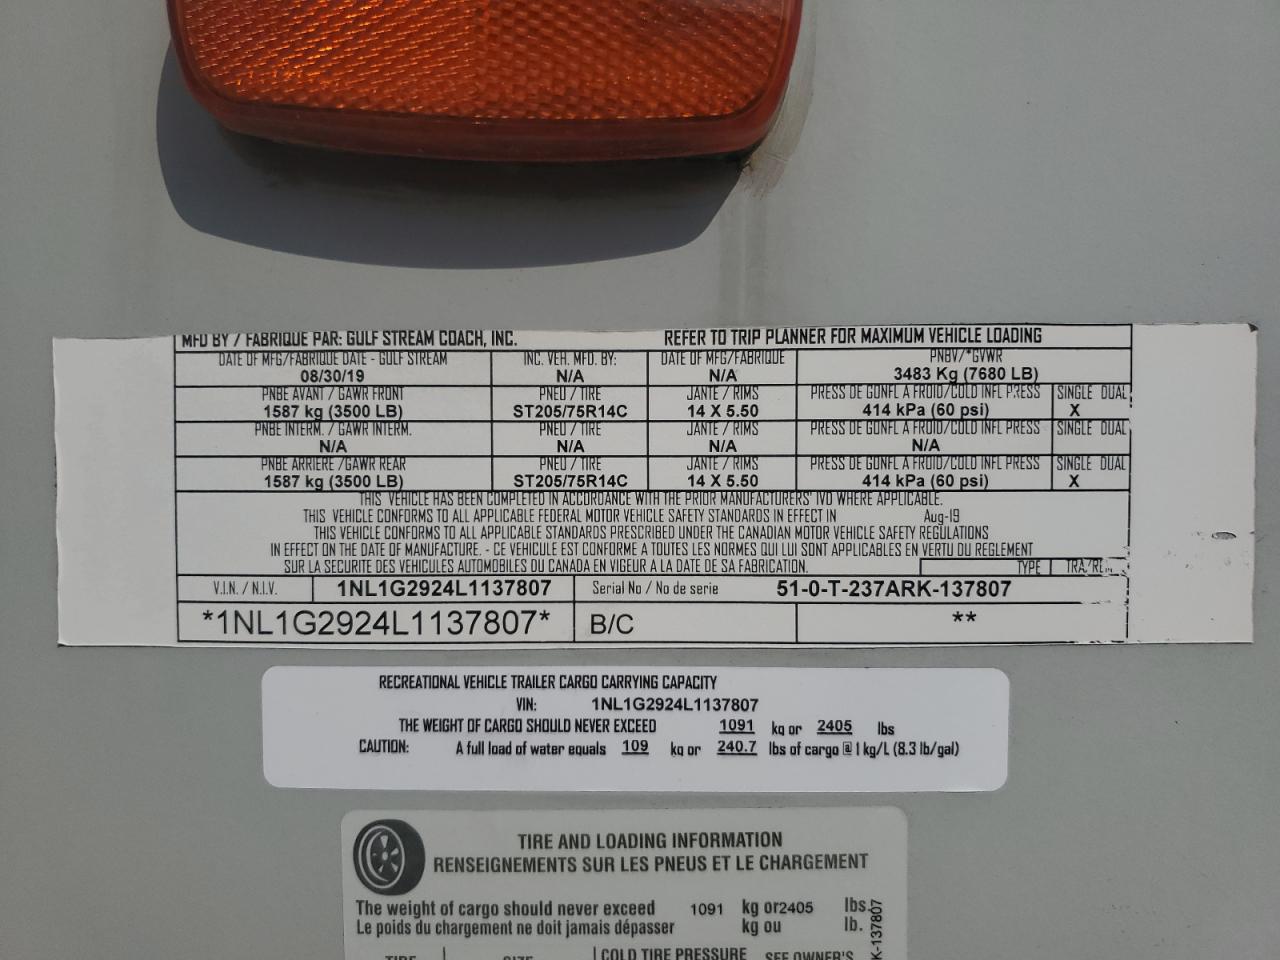 MFD BY / FABRIQUE PAR: GULF STREAM COACH, INC. REFER TO TRIP PLANNER FOR MAXIMUM VEHICLE LOADING
DATE OF MFG/FABRIQUE DATE - GULF STREAM INC. VEH. MFD. BY: DATE OF MFG/FABRIQUE PNBV/*GVWR
08/30/19 N/A N/A 3483 Kg (7680 LB)
PNBE AVANT / GAWR FRONT PNEU / TIRE JANTE / RIMS PRESS DE GONFL A FROID/COLD INFL PRESS SINGLE DUAL
1587 kg (3500 LB) ST205/75R14C 14 X 5.50 414 kPa (60 psi) X
PNBE INTERM. / GAWR INTERM. PNEU / TIRE JANTE / RIMS PRESS DE GONFL A FROID/COLD INFL PRESS SINGLE DUAL
N/A N/A N/A N/A
PNBE ARRIERE /GAWR REAR PNEU / TIRE JANTE / RIMS PRESS DE GONFL A FROID/COLD INFL PRESS SINGLE DUAL
1587 kg (3500 LB) ST205/75R14C 14 X 5.50 414 kPa (60 psi) X
THIS VEHICLE HAS BEEN COMPLETED IN ACCORDANCE WITH THE PRIOR MANUFACTURERS' IVD WHERE APPLICABLE.
THIS VEHICLE CONFORMS TO ALL APPLICABLE FEDERAL MOTOR VEHICLE SAFETY STANDARDS IN EFFECT IN Aug-19
THIS VEHICLE CONFORMS TO ALL APPLICABLE STANDARDS PRESCRIBED UNDER THE CANADIAN MOTOR VEHICLE SAFETY REGULATIONS
IN EFFECT ON THE DATE OF MANUFACTURE. - CE VEHICULE EST CONFORME A TOUTES LES NORMES QUI LUI SONT APPLICABLES EN VERTU DU REGLEMENT
SUR LA SECURITE DES VEHICULES AUTOMOBILES DU CANADA EN VIGEUR A LA DATE DE SA FABRICATION. TYPE TRA/RE
V.I.N. / N.I.V. 1NL1G2924L1137807 Serial No / No de serie 51-0-T-237ARK-137807
*1NL1G2924L1137807* B/C **
RECREATIONAL VEHICLE TRAILER CARGO CARRYING CAPACITY
VIN: 1NL1G2924L1137807
THE WEIGHT OF CARGO SHOULD NEVER EXCEED 1091 kg or 2405 lbs
CAUTION: A full load of water equals 109 kg or 240.7 lbs of cargo @ 1 kg/L (8.3 lb/gal)
TIRE AND LOADING INFORMATION
RENSEIGNEMENTS SUR LES PNEUS ET LE CHARGEMENT
The weight of cargo should never exceed 1091 kg or 2405 lbs.
Le poids du chargement ne doit jamais dépasser kg ou lb.
K-137807
TIRE SIZE COLD TIRE PRESSURE SEE OWNER'S